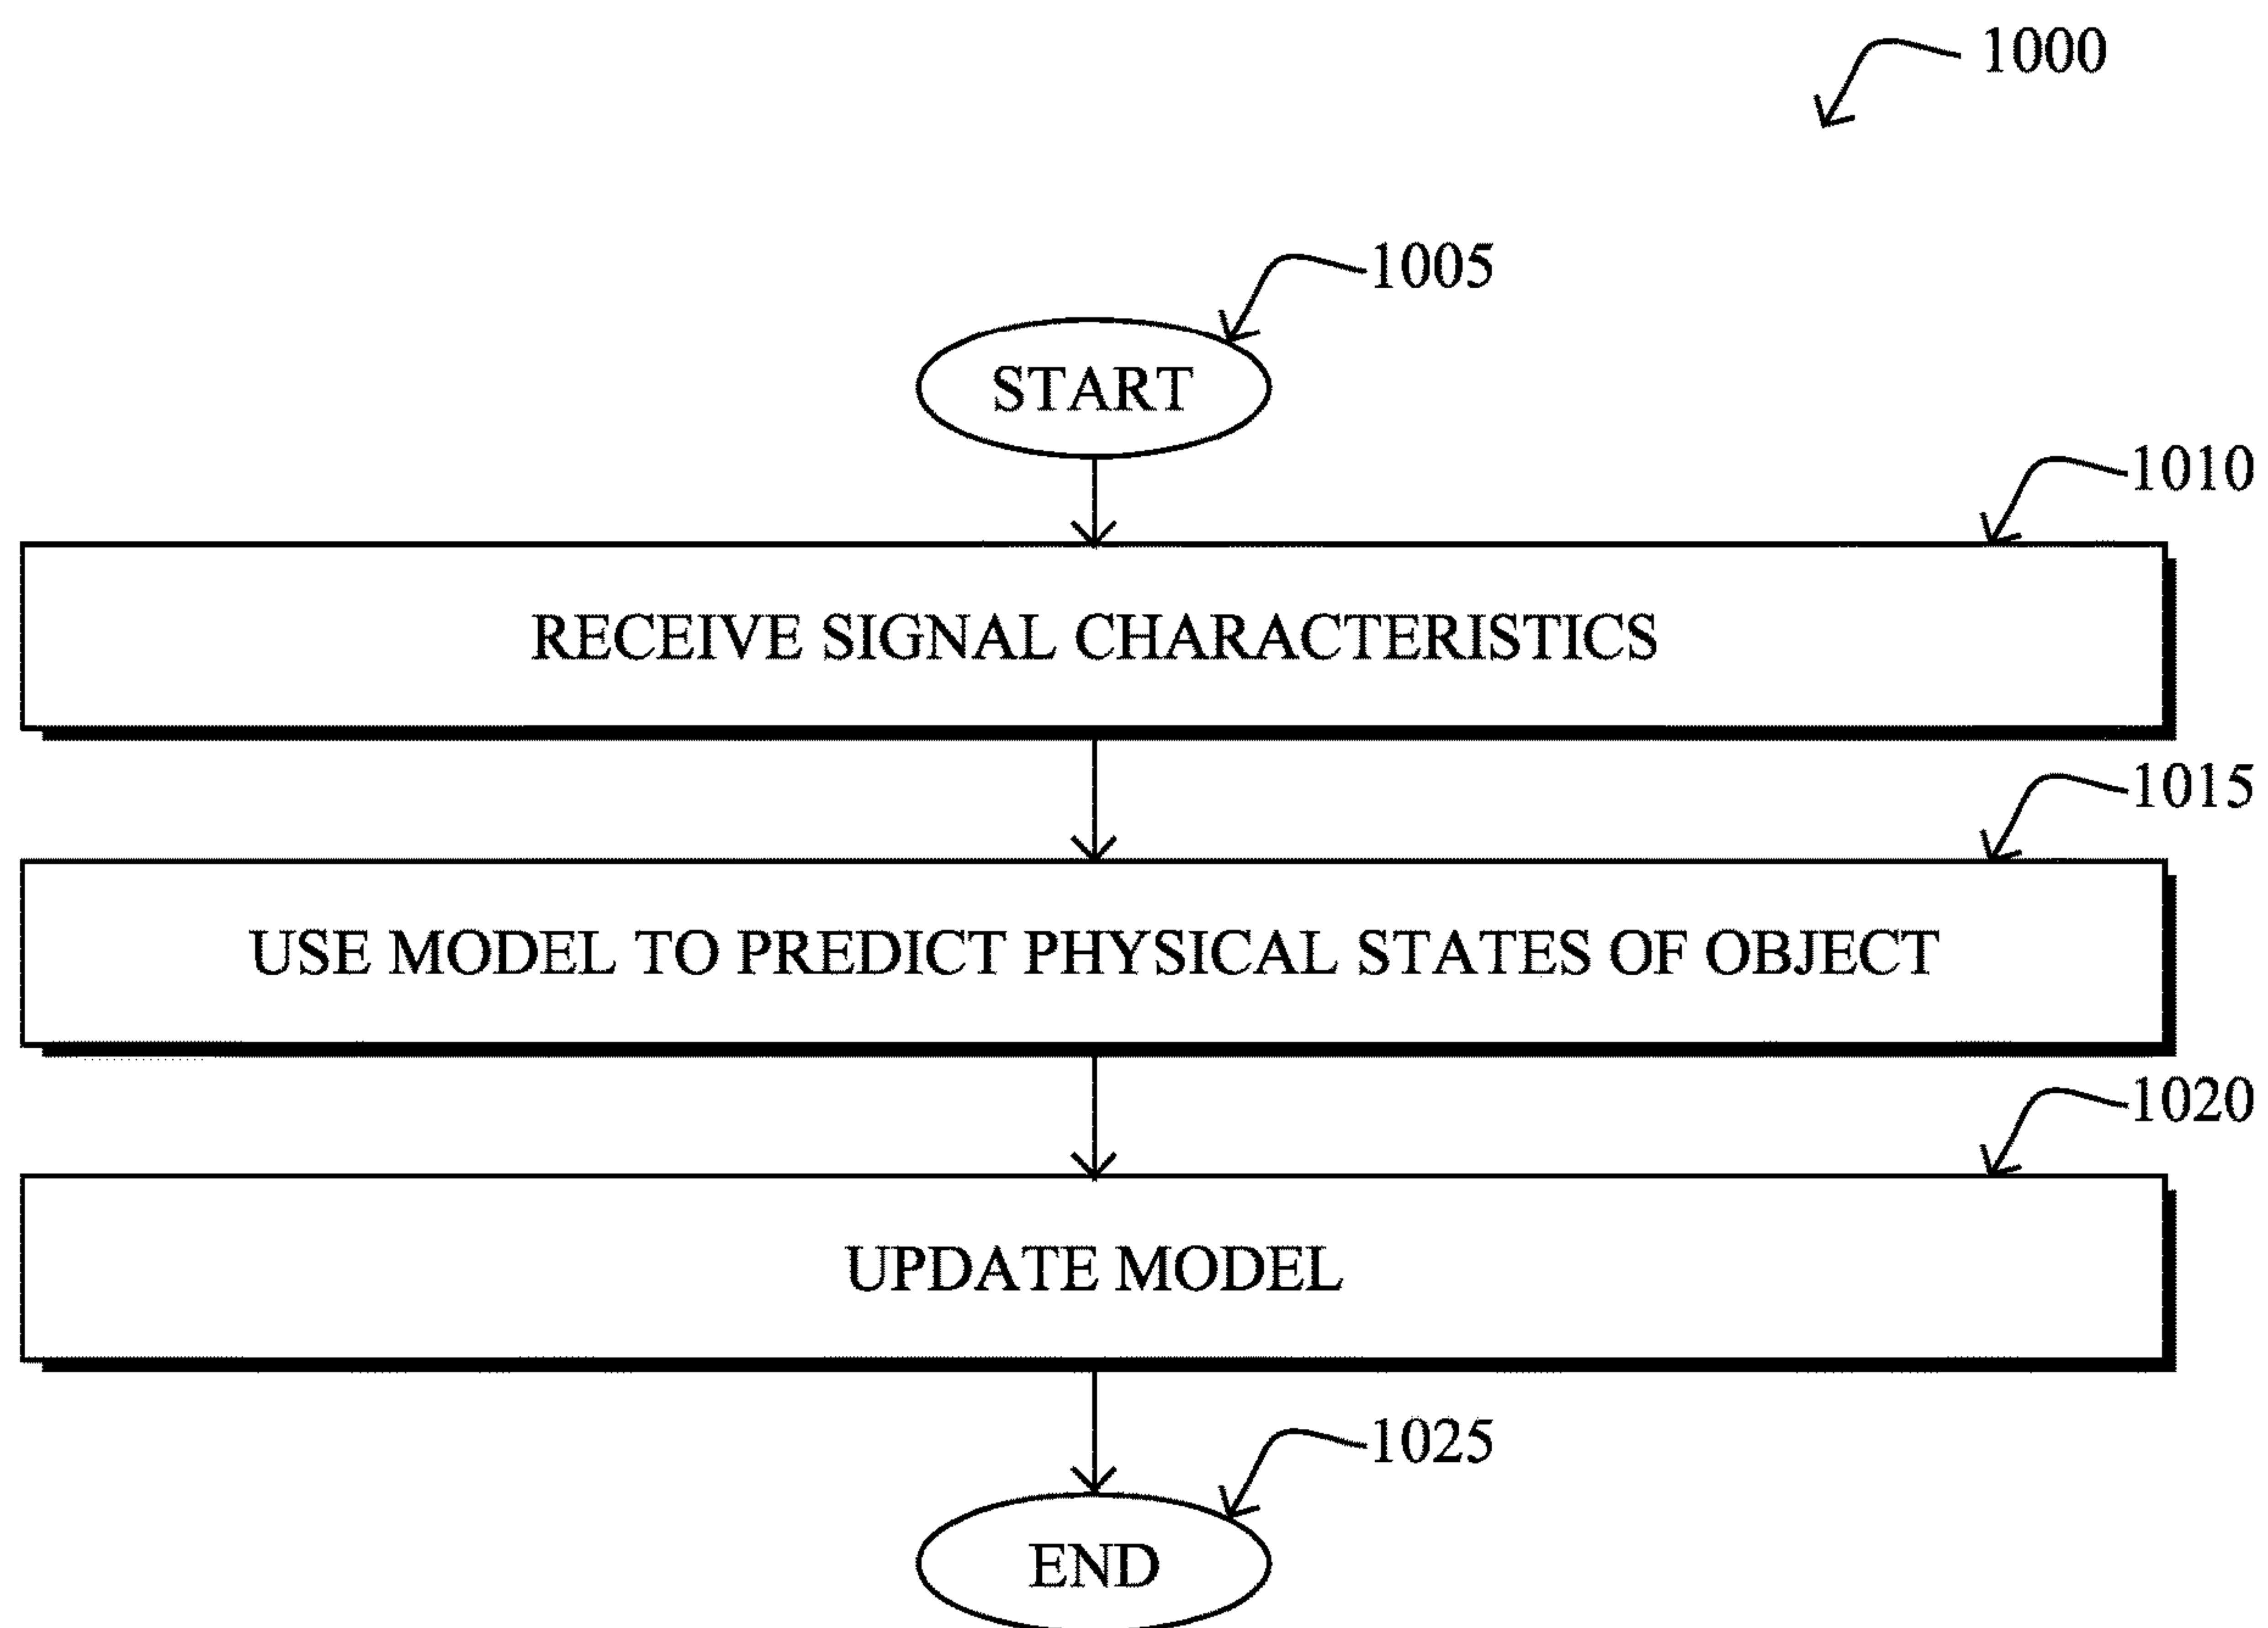 1000
1005
START
1010
RECEIVE SIGNAL CHARACTERISTICS
1015
USE MODEL TO PREDICT PHYSICAL STATES OF OBJECT
1020
UPDATE MODEL
1025
END